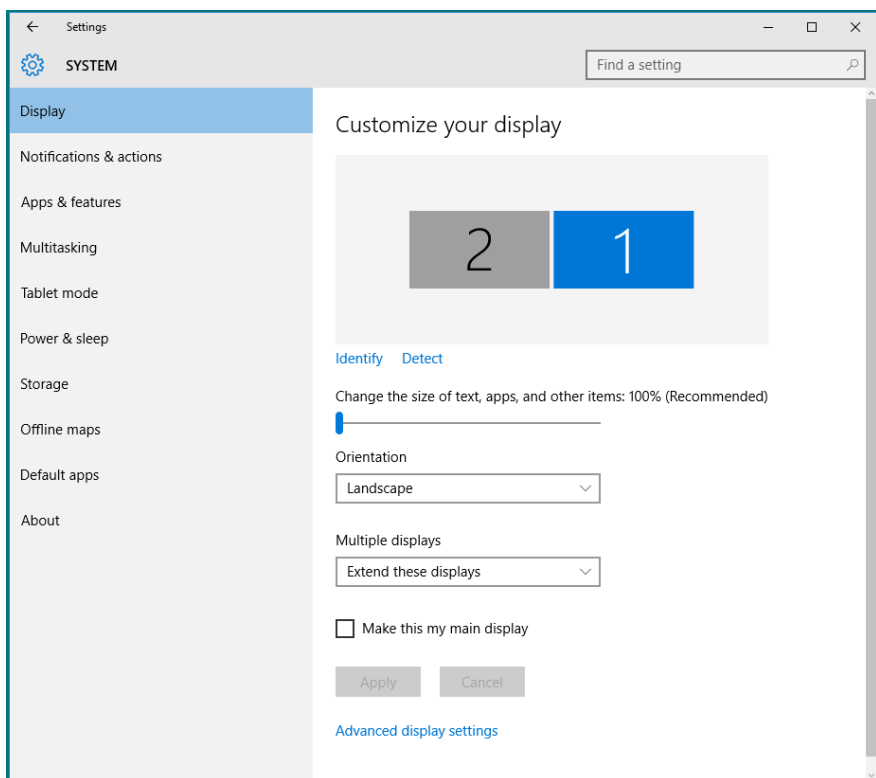 Settings
SYSTEM
Find a setting
Display
Notifications & actions
Apps & features
Multitasking
Tablet mode
Power & sleep
Storage
Offline maps
Default apps
About
Customize your display
2 1
Identify Detect
Change the size of text, apps, and other items: 100% (Recommended)
Orientation
Landscape
Multiple displays
Extend these displays
Make this my main display
Apply Cancel
Advanced display settings